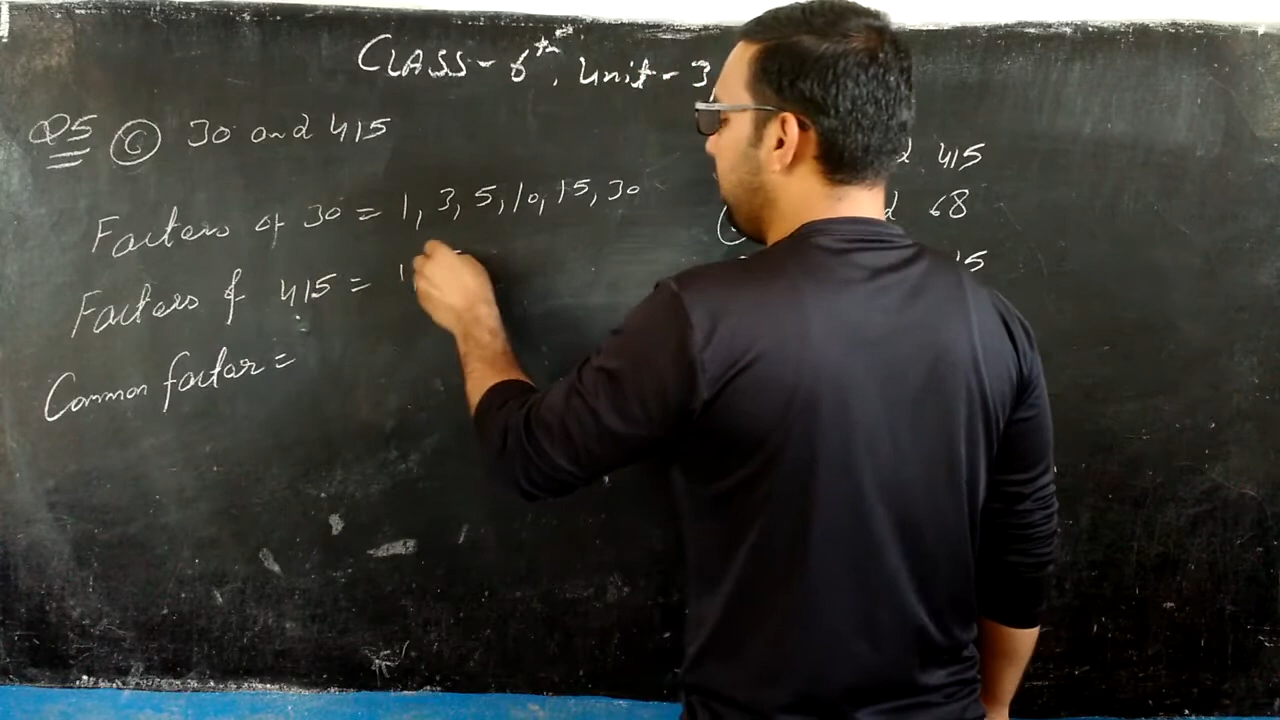 CLASS - 6th, Unit - 3
Q5 (c) 30 and 415
Factors of 30 = 1, 3, 5, 10, 15, 30
Factors of 415 = 1
Common factor =
415
68
15